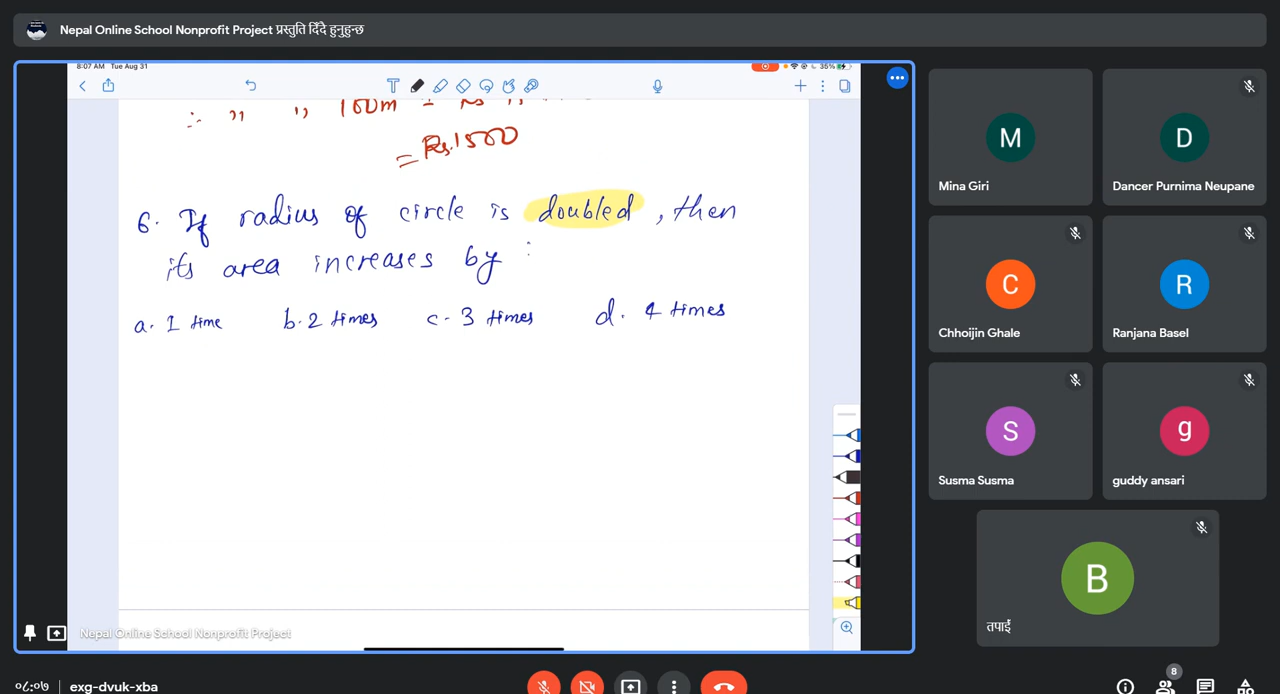 Nepal Online School Nonprofit Project प्रस्तुति दिँदै हुनुहुन्छ
8:07 AM Tue Aug 31
35%
100m = Rs
= Rs.1500
6. If radius of circle is doubled, then
its area increases by :
a. 1 time b. 2 times c. 3 times d. 4 times
Nepal Online School Nonprofit Project
M
Mina Giri
D
Dancer Purnima Neupane
C
Chhoijin Ghale
R
Ranjana Basel
S
Susma Susma
g
guddy ansari
B
तपाईं
०८:०७ | exg-dvuk-xba
8